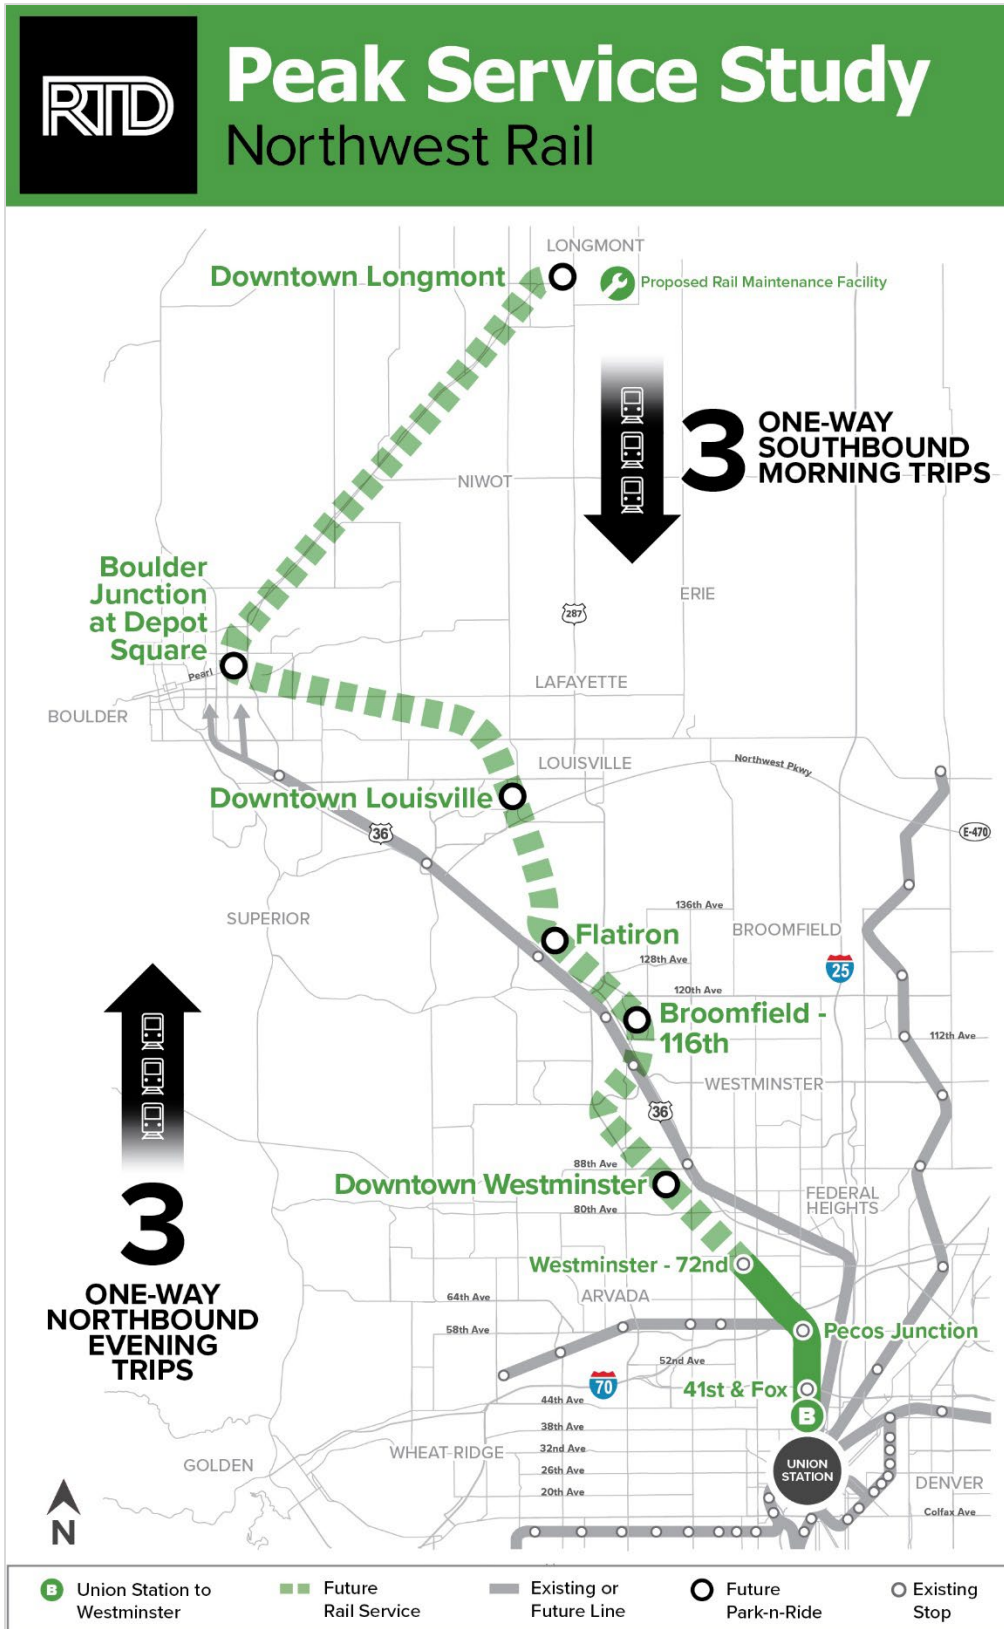 RTD
Peak Service Study
Northwest Rail
LONGMONT
Downtown Longmont
Proposed Rail Maintenance Facility
3
ONE-WAY
SOUTHBOUND
MORNING TRIPS
NIWOT
Boulder
Junction
at Depot
Square
ERIE
287
Pearl
LAFAYETTE
BOULDER
LOUISVILLE
Northwest Pkwy
Downtown Louisville
36
E-470
136th Ave
SUPERIOR
BROOMFIELD
Flatiron
128th Ave
25
120th Ave
Broomfield -
116th
112th Ave
WESTMINSTER
36
88th Ave
Downtown Westminster
80th Ave
FEDERAL
HEIGHTS
3
ONE-WAY
NORTHBOUND
EVENING
TRIPS
Westminster - 72nd
64th Ave
ARVADA
58th Ave
Pecos Junction
52nd Ave
70
41st & Fox
44th Ave
B
38th Ave
WHEAT RIDGE
32nd Ave
GOLDEN
26th Ave
UNION
STATION
20th Ave
DENVER
Colfax Ave
N
B
Union Station to
Westminster
Future
Rail Service
Existing or
Future Line
Future
Park-n-Ride
Existing
Stop